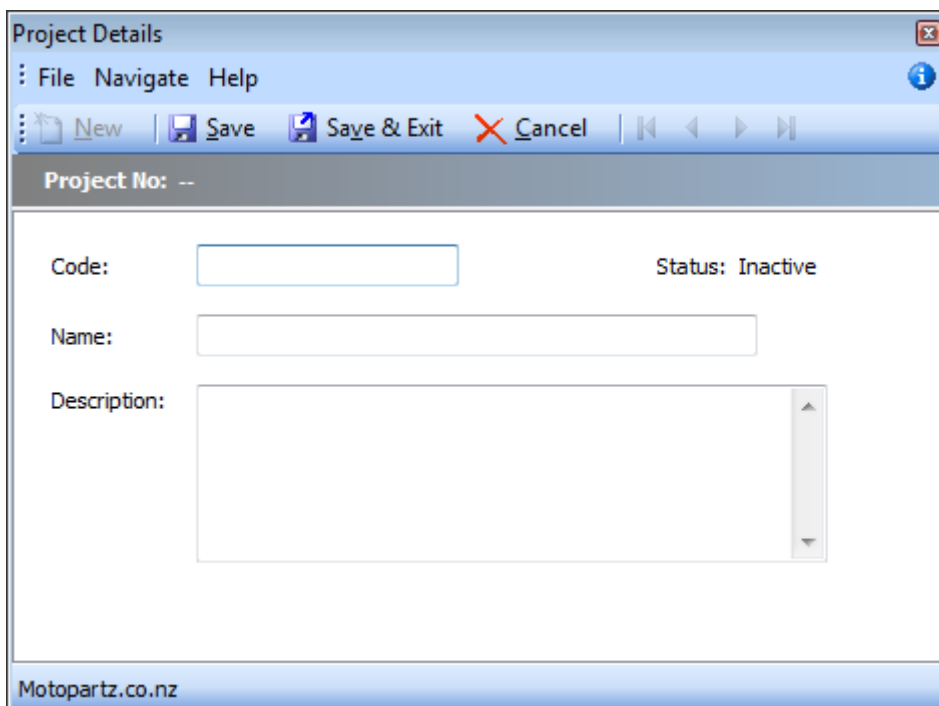 Project Details
File Navigate Help
New Save Save & Exit Cancel
Project No: --
Code: Status: Inactive
Name:
Description:
Motopartz.co.nz